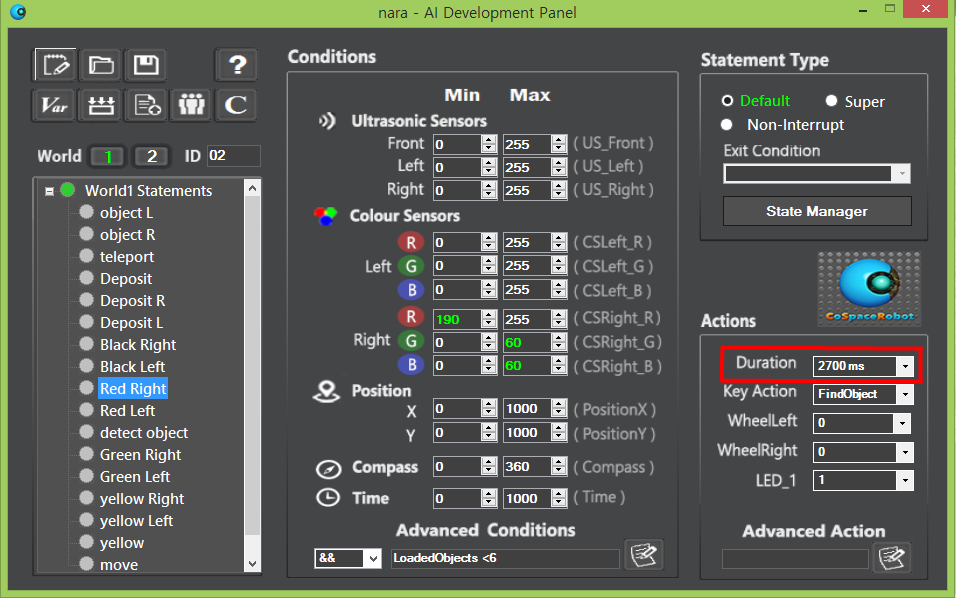 nara - AI Development Panel
?
Var
C
World 1 2 ID 02
World1 Statements
object L
object R
teleport
Deposit
Deposit R
Deposit L
Black Right
Black Left
Red Right
Red Left
detect object
Green Right
Green Left
yellow Right
yellow Left
yellow
move
Conditions
Min Max
Ultrasonic Sensors
Front 0 255 ( US_Front )
Left 0 255 ( US_Left )
Right 0 255 ( US_Right )
Colour Sensors
R 0 255 ( CSLeft_R )
Left G 0 255 ( CSLeft_G )
B 0 255 ( CSLeft_B )
R 190 255 ( CSRight_R )
Right G 0 60 ( CSRight_G )
B 0 60 ( CSRight_B )
Position
X 0 1000 ( PositionX )
Y 0 1000 ( PositionY )
Compass 0 360 ( Compass )
Time 0 1000 ( Time )
Advanced Conditions
&& LoadedObjects <6
Statement Type
Default Super
Non-Interrupt
Exit Condition
State Manager
CoSpaceRobot
Actions
Duration 2700 ms
Key Action FindObject
WheelLeft 0
WheelRight 0
LED_1 1
Advanced Action